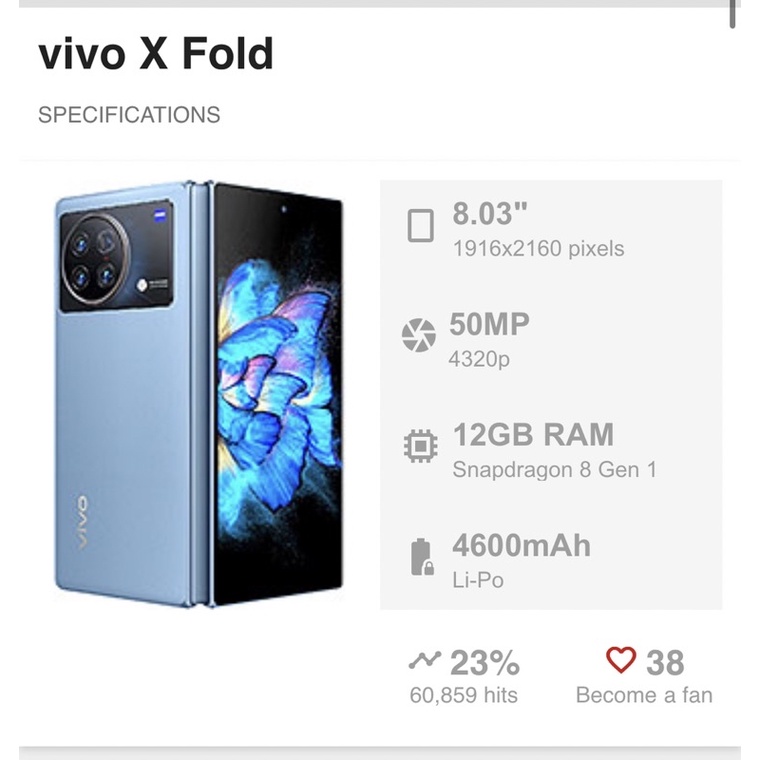 vivo X Fold
SPECIFICATIONS
vivo
8.03"
1916x2160 pixels
50MP
4320p
12GB RAM
Snapdragon 8 Gen 1
4600mAh
Li-Po
23%
60,859 hits
38
Become a fan